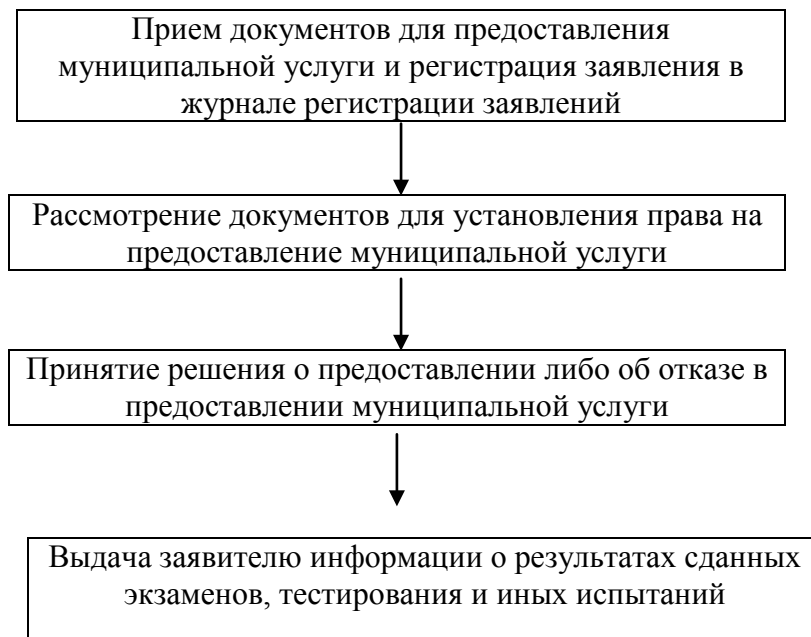 Прием документов для предоставления
муниципальной услуги и регистрация заявления в
журнале регистрации заявлений
Рассмотрение документов для установления права на
предоставление муниципальной услуги
Принятие решения о предоставлении либо об отказе в
предоставлении муниципальной услуги
Выдача заявителю информации о результатах сданных
экзаменов, тестирования и иных испытаний